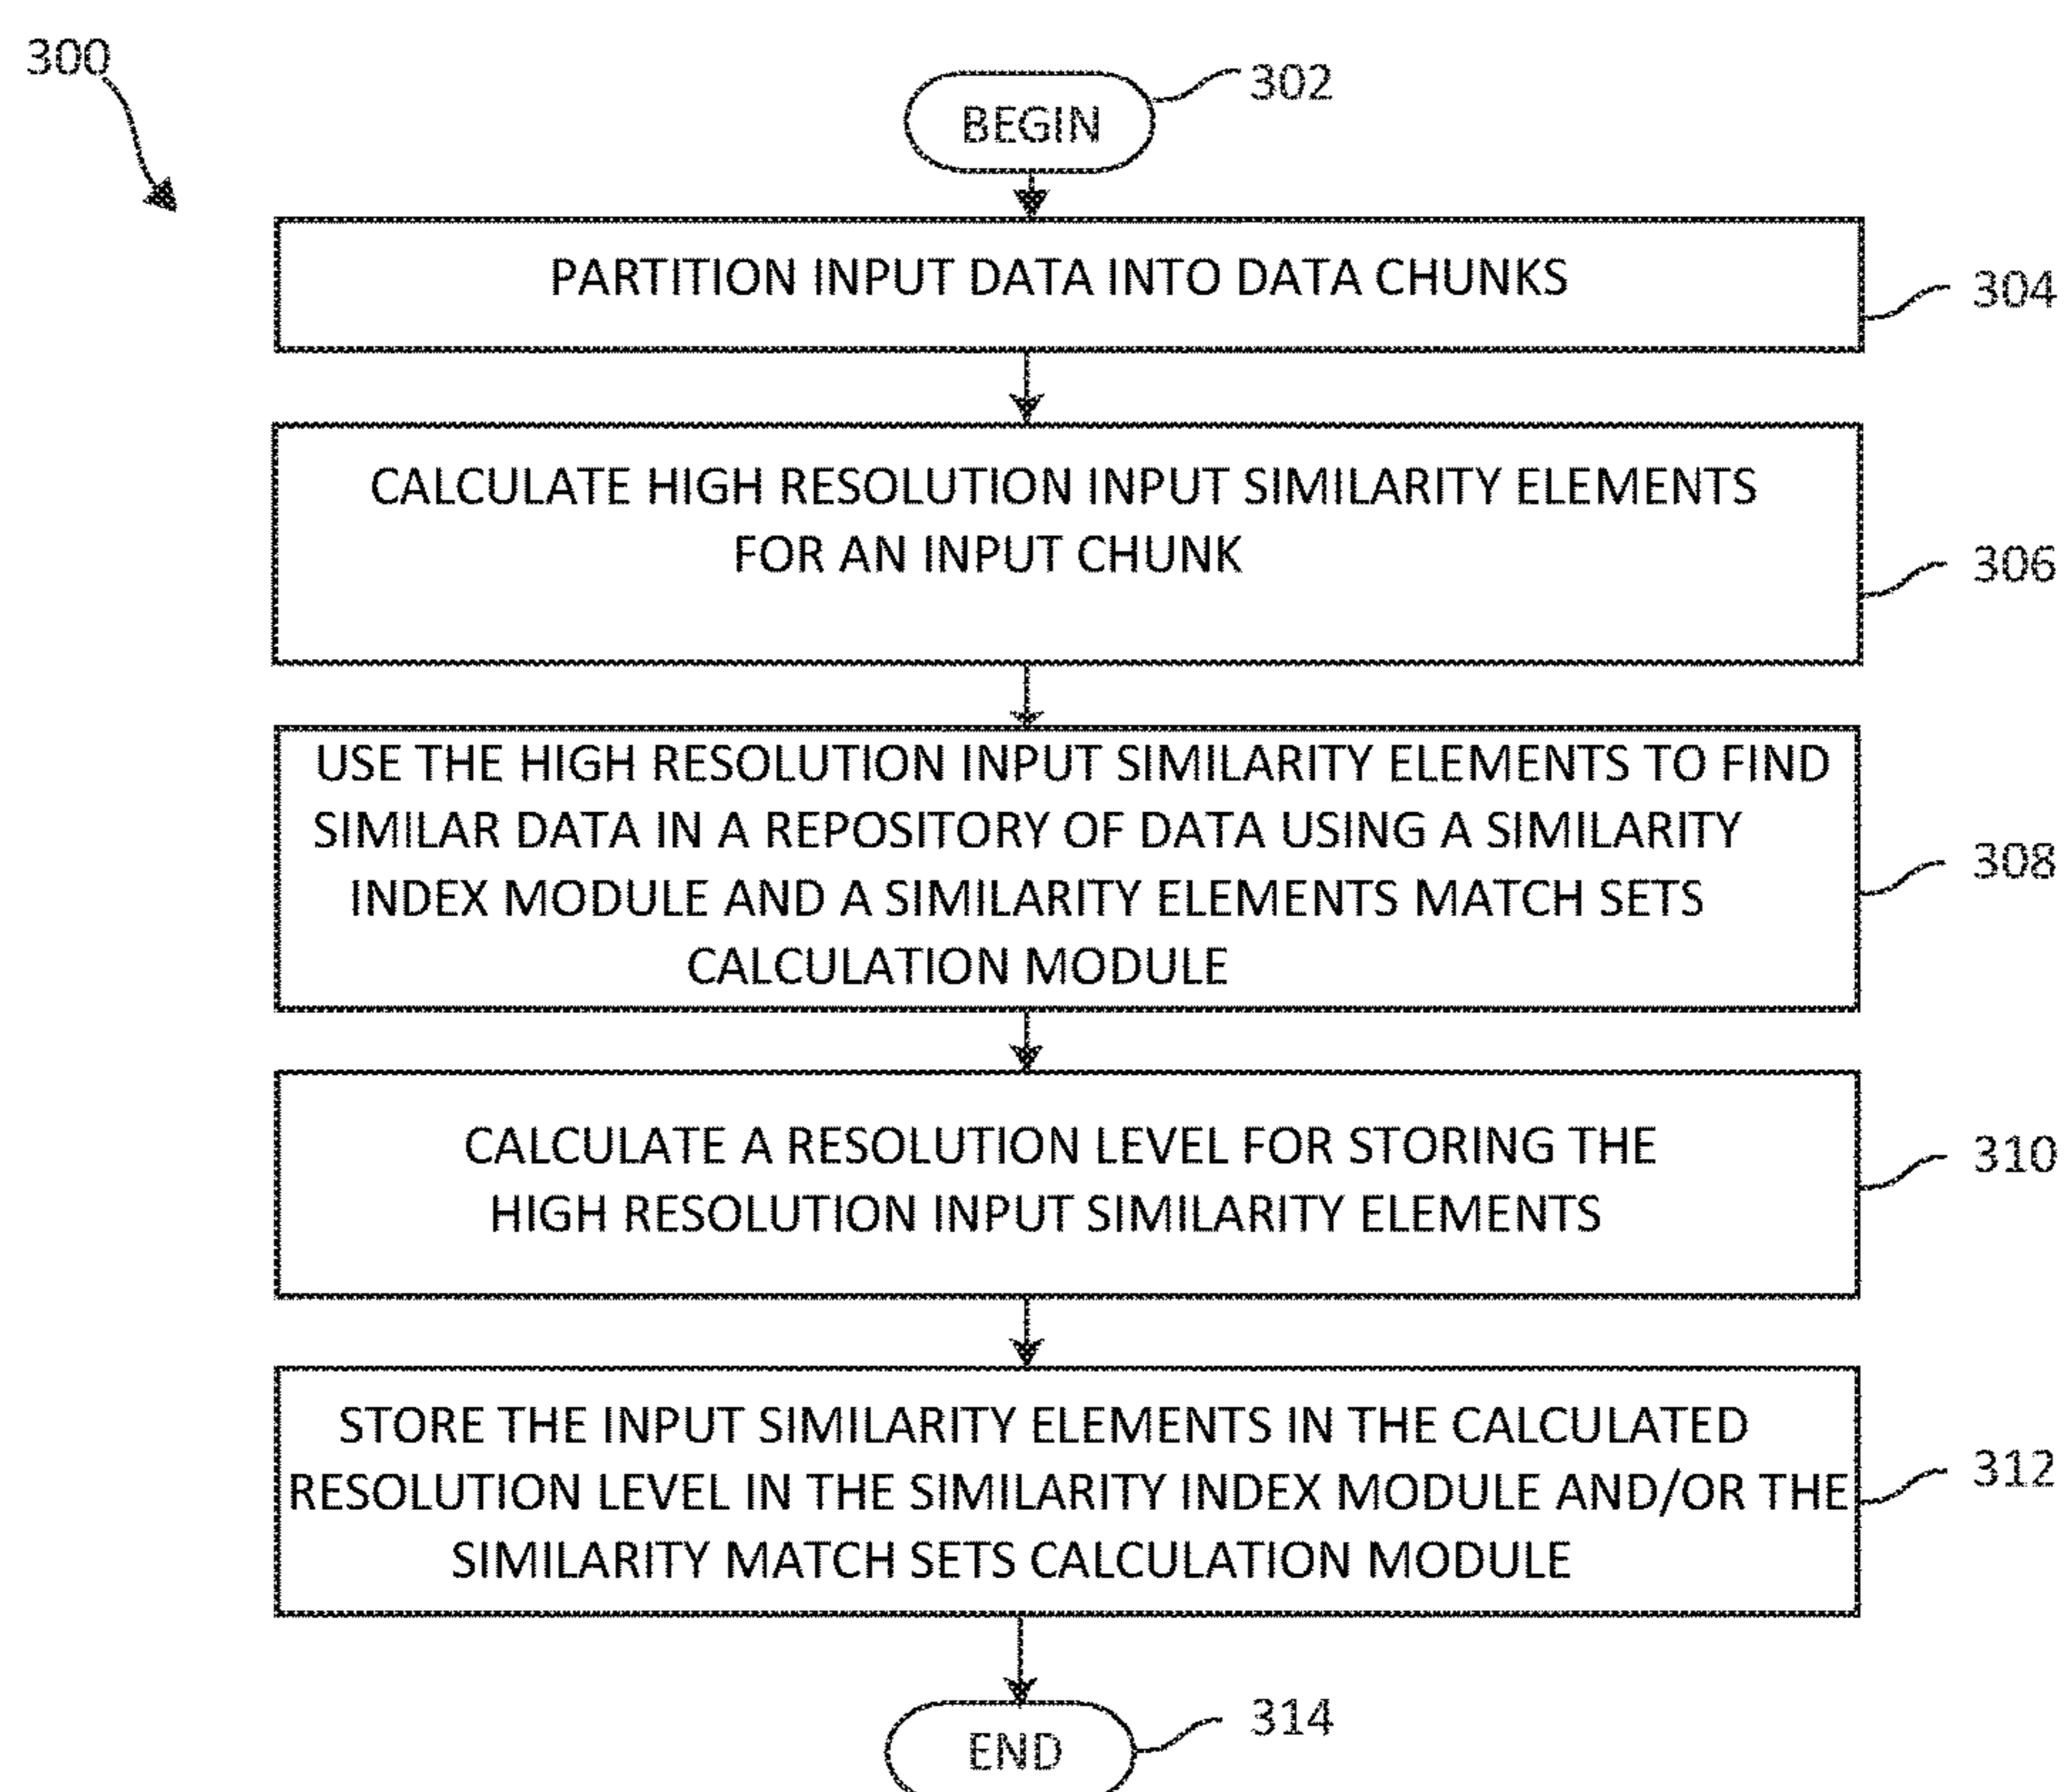 300
302
BEGIN
PARTITION INPUT DATA INTO DATA CHUNKS
304
CALCULATE HIGH RESOLUTION INPUT SIMILARITY ELEMENTS
FOR AN INPUT CHUNK
306
USE THE HIGH RESOLUTION INPUT SIMILARITY ELEMENTS TO FIND
SIMILAR DATA IN A REPOSITORY OF DATA USING A SIMILARITY
INDEX MODULE AND A SIMILARITY ELEMENTS MATCH SETS
CALCULATION MODULE
308
CALCULATE A RESOLUTION LEVEL FOR STORING THE
HIGH RESOLUTION INPUT SIMILARITY ELEMENTS
310
STORE THE INPUT SIMILARITY ELEMENTS IN THE CALCULATED
RESOLUTION LEVEL IN THE SIMILARITY INDEX MODULE AND/OR THE
SIMILARITY MATCH SETS CALCULATION MODULE
312
END
314